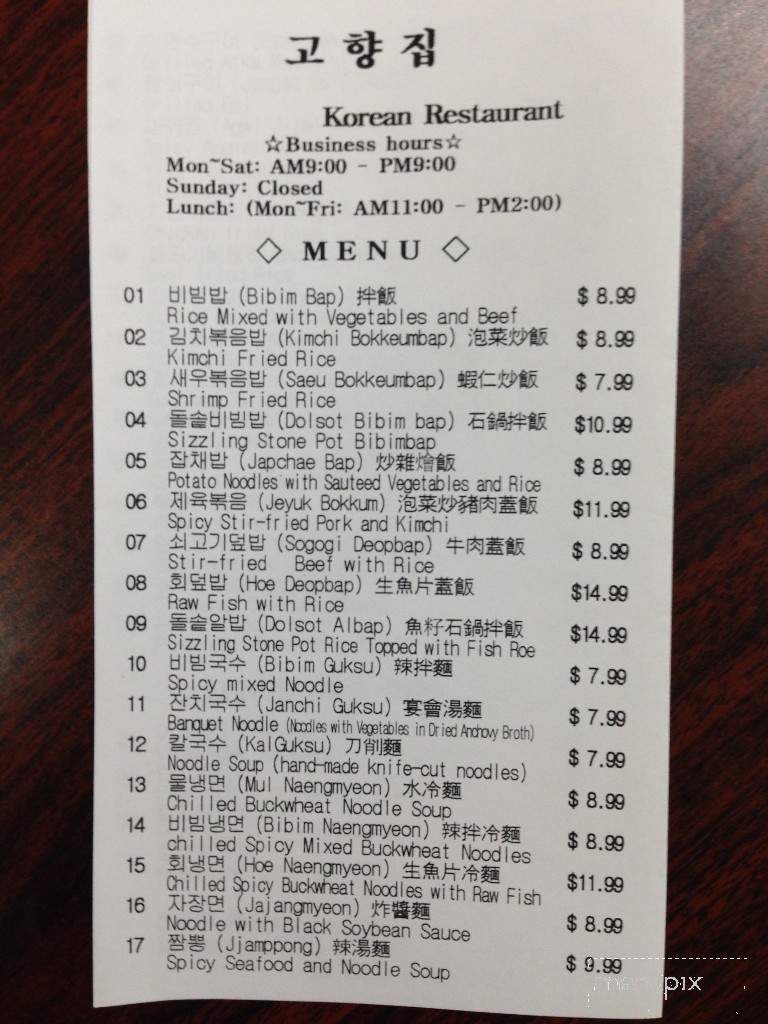 고향집
Korean Restaurant
☆Business hours☆
Mon~Sat: AM9:00 - PM9:00
Sunday: Closed
Lunch: (Mon~Fri: AM11:00 - PM2:00)
◇ MENU ◇
01 비빔밥 (Bibim Bap) 拌飯 $ 8.99
Rice Mixed with Vegetables and Beef
02 김치볶음밥 (Kimchi Bokkeumbap) 泡菜炒飯 $ 8.99
Kimchi Fried Rice
03 새우볶음밥 (Saeu Bokkeumbap) 蝦仁炒飯 $ 7.99
Shrimp Fried Rice
04 돌솥비빔밥 (Dolsot Bibim bap) 石鍋拌飯 $10.99
Sizzling Stone Pot Bibimbap
05 잡채밥 (Japchae Bap) 炒雜燴飯 $ 8.99
Potato Noodles with Sauteed Vegetables and Rice
06 제육볶음 (Jeyuk Bokkum) 泡菜炒豬肉蓋飯 $11.99
Spicy Stir-fried Pork and Kimchi
07 쇠고기덮밥 (Sogogi Deopbap) 牛肉蓋飯 $ 8.99
Stir-fried Beef with Rice
08 회덮밥 (Hoe Deopbap) 生魚片蓋飯 $14.99
Raw Fish with Rice
09 돌솥알밥 (Dolsot Albap) 魚籽石鍋拌飯 $14.99
Sizzling Stone Pot Rice Topped with Fish Roe
10 비빔국수 (Bibim Guksu) 辣拌麵 $ 7.99
Spicy mixed Noodle
11 잔치국수 (Janchi Guksu) 宴會湯麵 $ 7.99
Banquet Noodle (Noodles with Vegetables in Dried Anchovy Broth)
12 칼국수 (KalGuksu) 刀削麵 $ 7.99
Noodle Soup (hand-made knife-cut noodles)
13 물냉면 (Mul Naengmyeon) 水冷麵 $ 8.99
Chilled Buckwheat Noodle Soup
14 비빔냉면 (Bibim Naengmyeon) 辣拌冷麵 $ 8.99
chilled Spicy Mixed Buckwheat Noodles
15 회냉면 (Hoe Naengmyeon) 生魚片冷麵 $11.99
Chilled Spicy Buckwheat Noodles with Raw Fish
16 자장면 (Jajangmyeon) 炸醬麵 $ 8.99
Noodle with Black Soybean Sauce
17 짬뽕 (Jjamppong) 辣湯麵 $ 9.99
Spicy Seafood and Noodle Soup
menupix